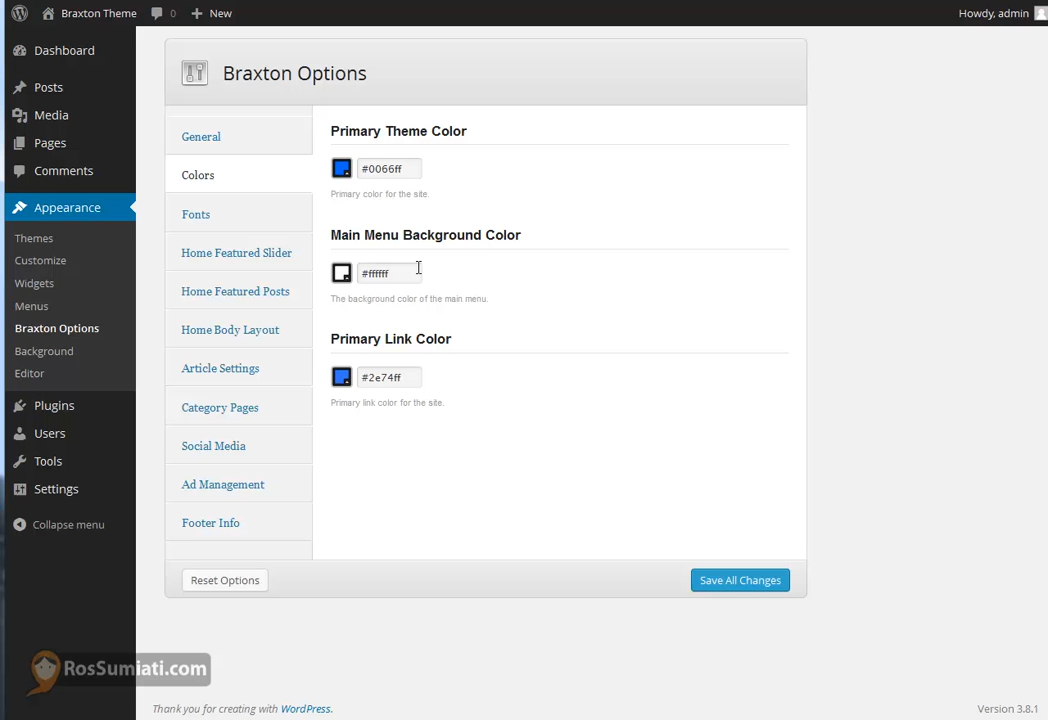 Braxton Theme 0 New Howdy, admin
Dashboard
Posts
Media
Pages
Comments
Appearance
Themes
Customize
Widgets
Menus
Braxton Options
Background
Editor
Plugins
Users
Tools
Settings
Collapse menu
Braxton Options
General
Colors
Fonts
Home Featured Slider
Home Featured Posts
Home Body Layout
Article Settings
Category Pages
Social Media
Ad Management
Footer Info
Primary Theme Color
#0066ff
Primary color for the site.
Main Menu Background Color
#ffffff
The background color of the main menu.
Primary Link Color
#2e74ff
Primary link color for the site.
Reset Options Save All Changes
RosSumiati.com
Thank you for creating with WordPress. Version 3.8.1